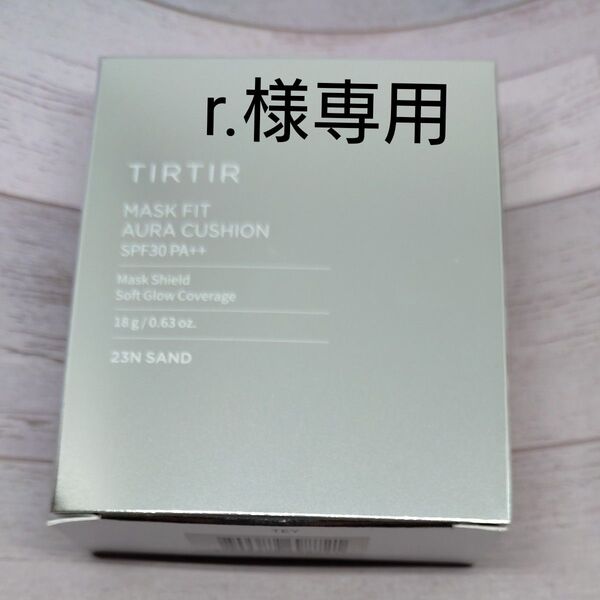 r.様専用
TIRTIR
MASK FIT
AURA CUSHION
SPF30 PA++
Mask Shield
Soft Glow Coverage
18 g / 0.63 oz.
23N SAND